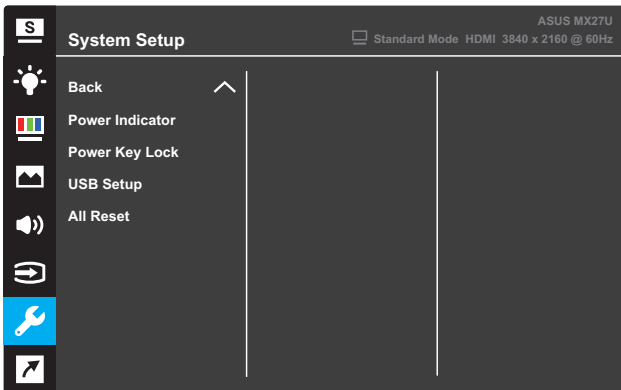 S
ASUS MX27U
System Setup
Standard Mode HDMI 3840 x 2160 @ 60Hz
Back
Power Indicator
Power Key Lock
USB Setup
All Reset